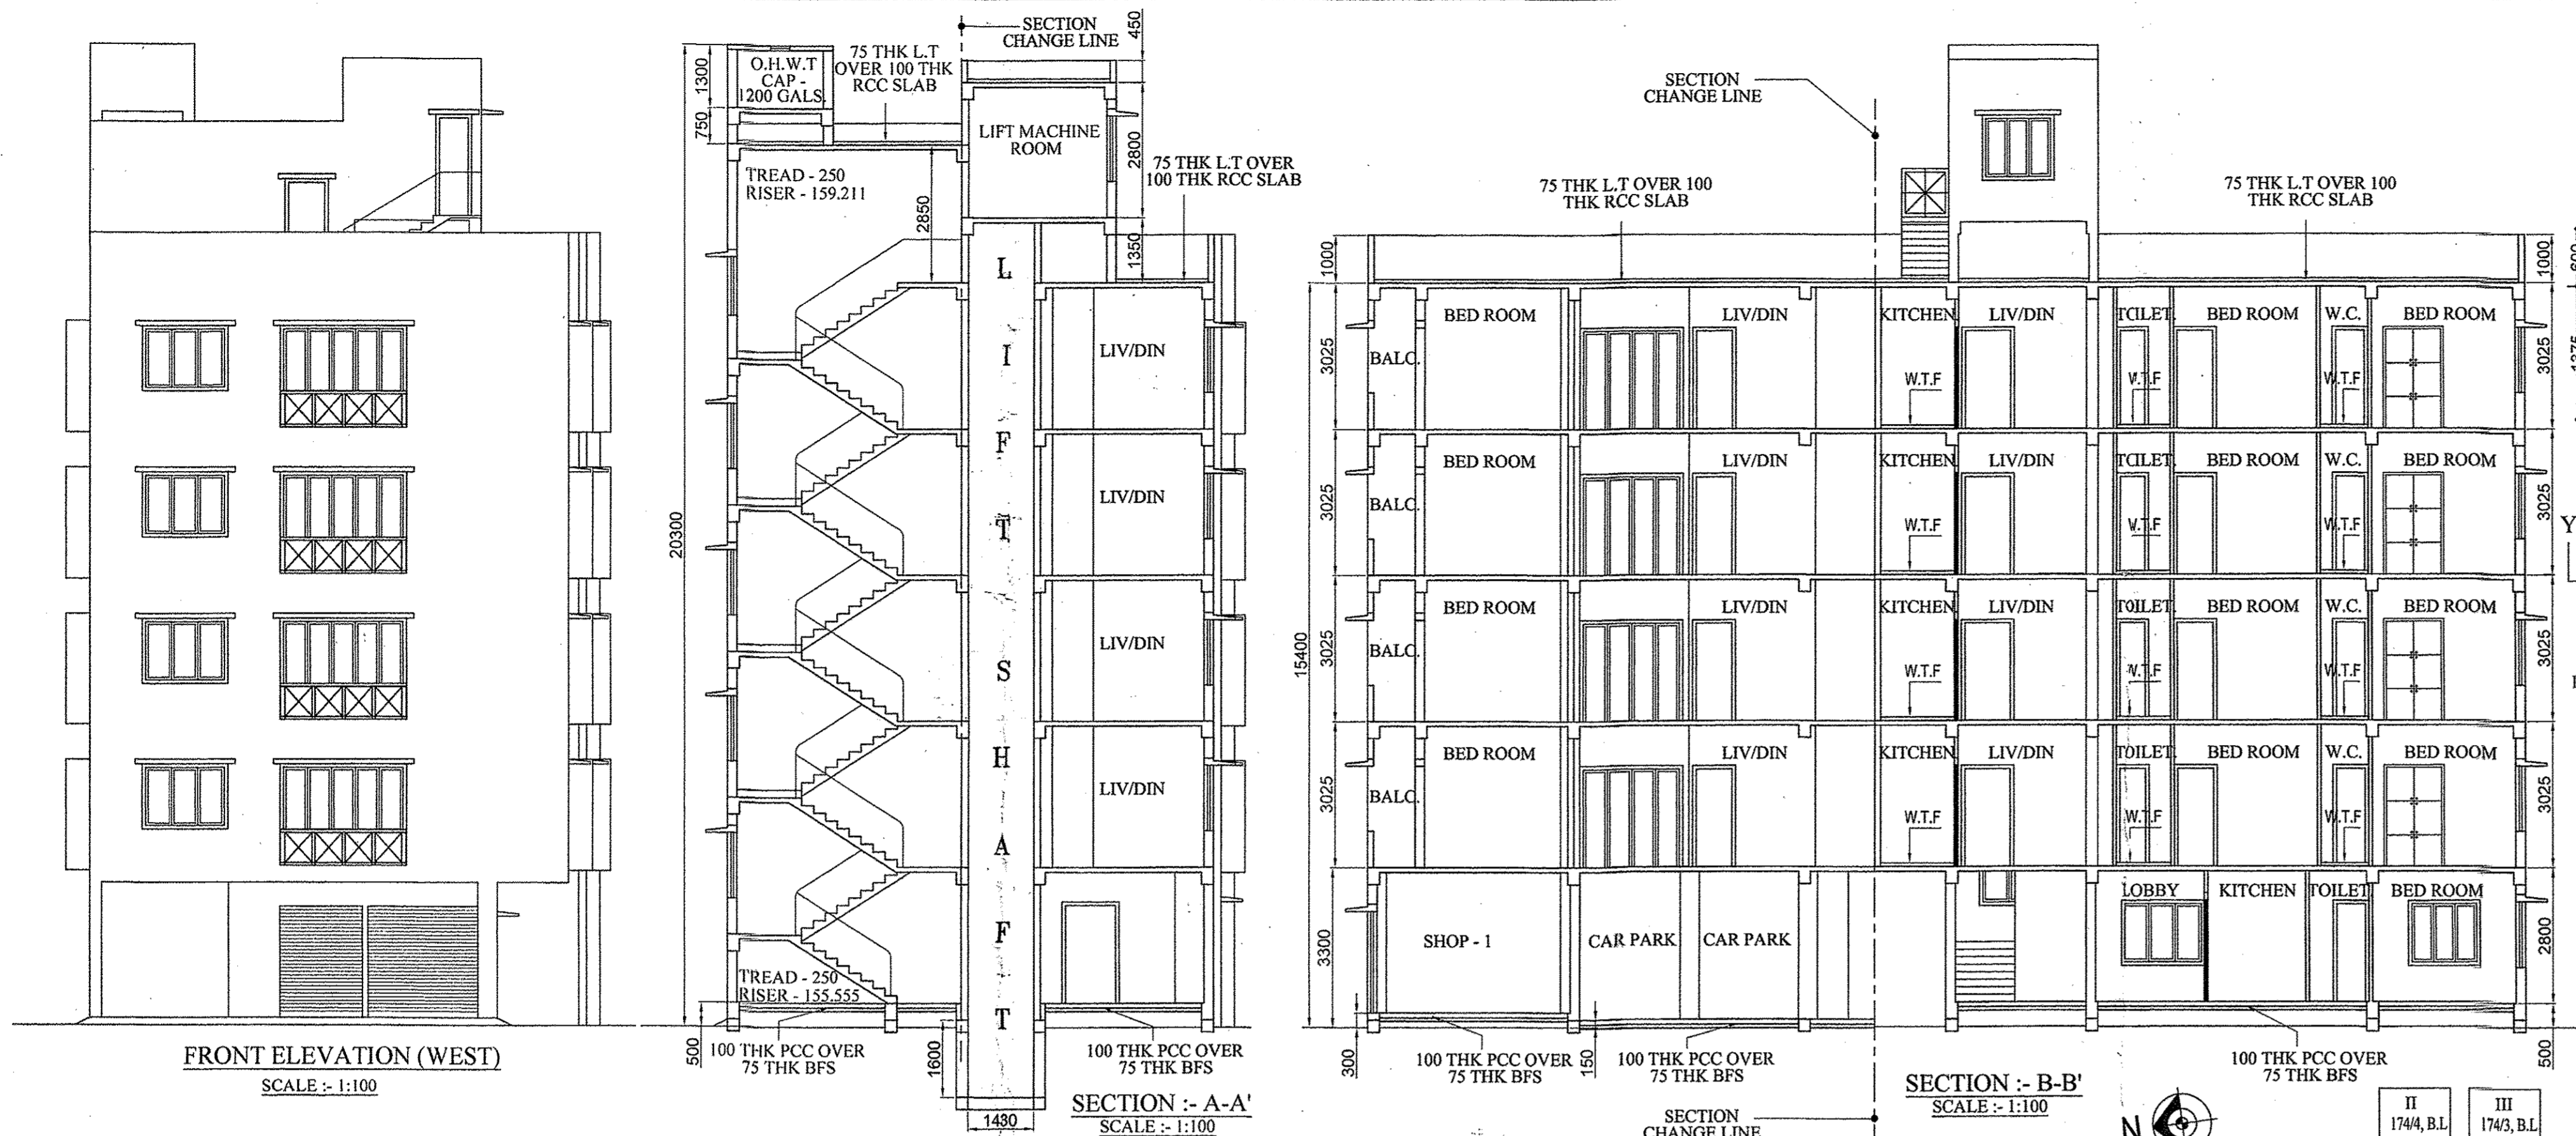 FRONT ELEVATION (WEST)
SCALE :- 1:100
SECTION
CHANGE LINE
450
O.H.W.T
CAP -
1200 GALS.
75 THK L.T
OVER 100 THK
RCC SLAB
1300
750
LIFT MACHINE
ROOM
2800
75 THK L.T OVER
100 THK RCC SLAB
TREAD - 250
RISER - 159.211
2850
1350
20300
L
I
F
T
S
H
A
F
T
LIV/DIN
LIV/DIN
LIV/DIN
LIV/DIN
TREAD - 250
RISER - 155.555
500
100 THK PCC OVER
75 THK BFS
1600
1430
100 THK PCC OVER
75 THK BFS
SECTION :- A-A'
SCALE :- 1:100
SECTION
CHANGE LINE
75 THK L.T OVER 100
THK RCC SLAB
75 THK L.T OVER 100
THK RCC SLAB
1000
1000
15400
3025
BALC.
BED ROOM
LIV/DIN
KITCHEN
W.T.F
LIV/DIN
TOILET
W.T.F
BED ROOM
W.C.
W.T.F
BED ROOM
3025
3025
BALC.
BED ROOM
LIV/DIN
KITCHEN
W.T.F
LIV/DIN
TOILET
W.T.F
BED ROOM
W.C.
W.T.F
BED ROOM
3025
3025
BALC.
BED ROOM
LIV/DIN
KITCHEN
W.T.F
LIV/DIN
TOILET
W.T.F
BED ROOM
W.C.
W.T.F
BED ROOM
3025
3025
BALC.
BED ROOM
LIV/DIN
KITCHEN
W.T.F
LIV/DIN
TOILET
W.T.F
BED ROOM
W.C.
W.T.F
BED ROOM
3025
3300
SHOP - 1
CAR PARK
CAR PARK
LOBBY
KITCHEN
TOILET
BED ROOM
2800
300
100 THK PCC OVER
75 THK BFS
150
100 THK PCC OVER
75 THK BFS
100 THK PCC OVER
75 THK BFS
500
SECTION :- B-B'
SCALE :- 1:100
SECTION
CHANGE LINE
N
II
174/4, B.L
III
174/3, B.L
Y